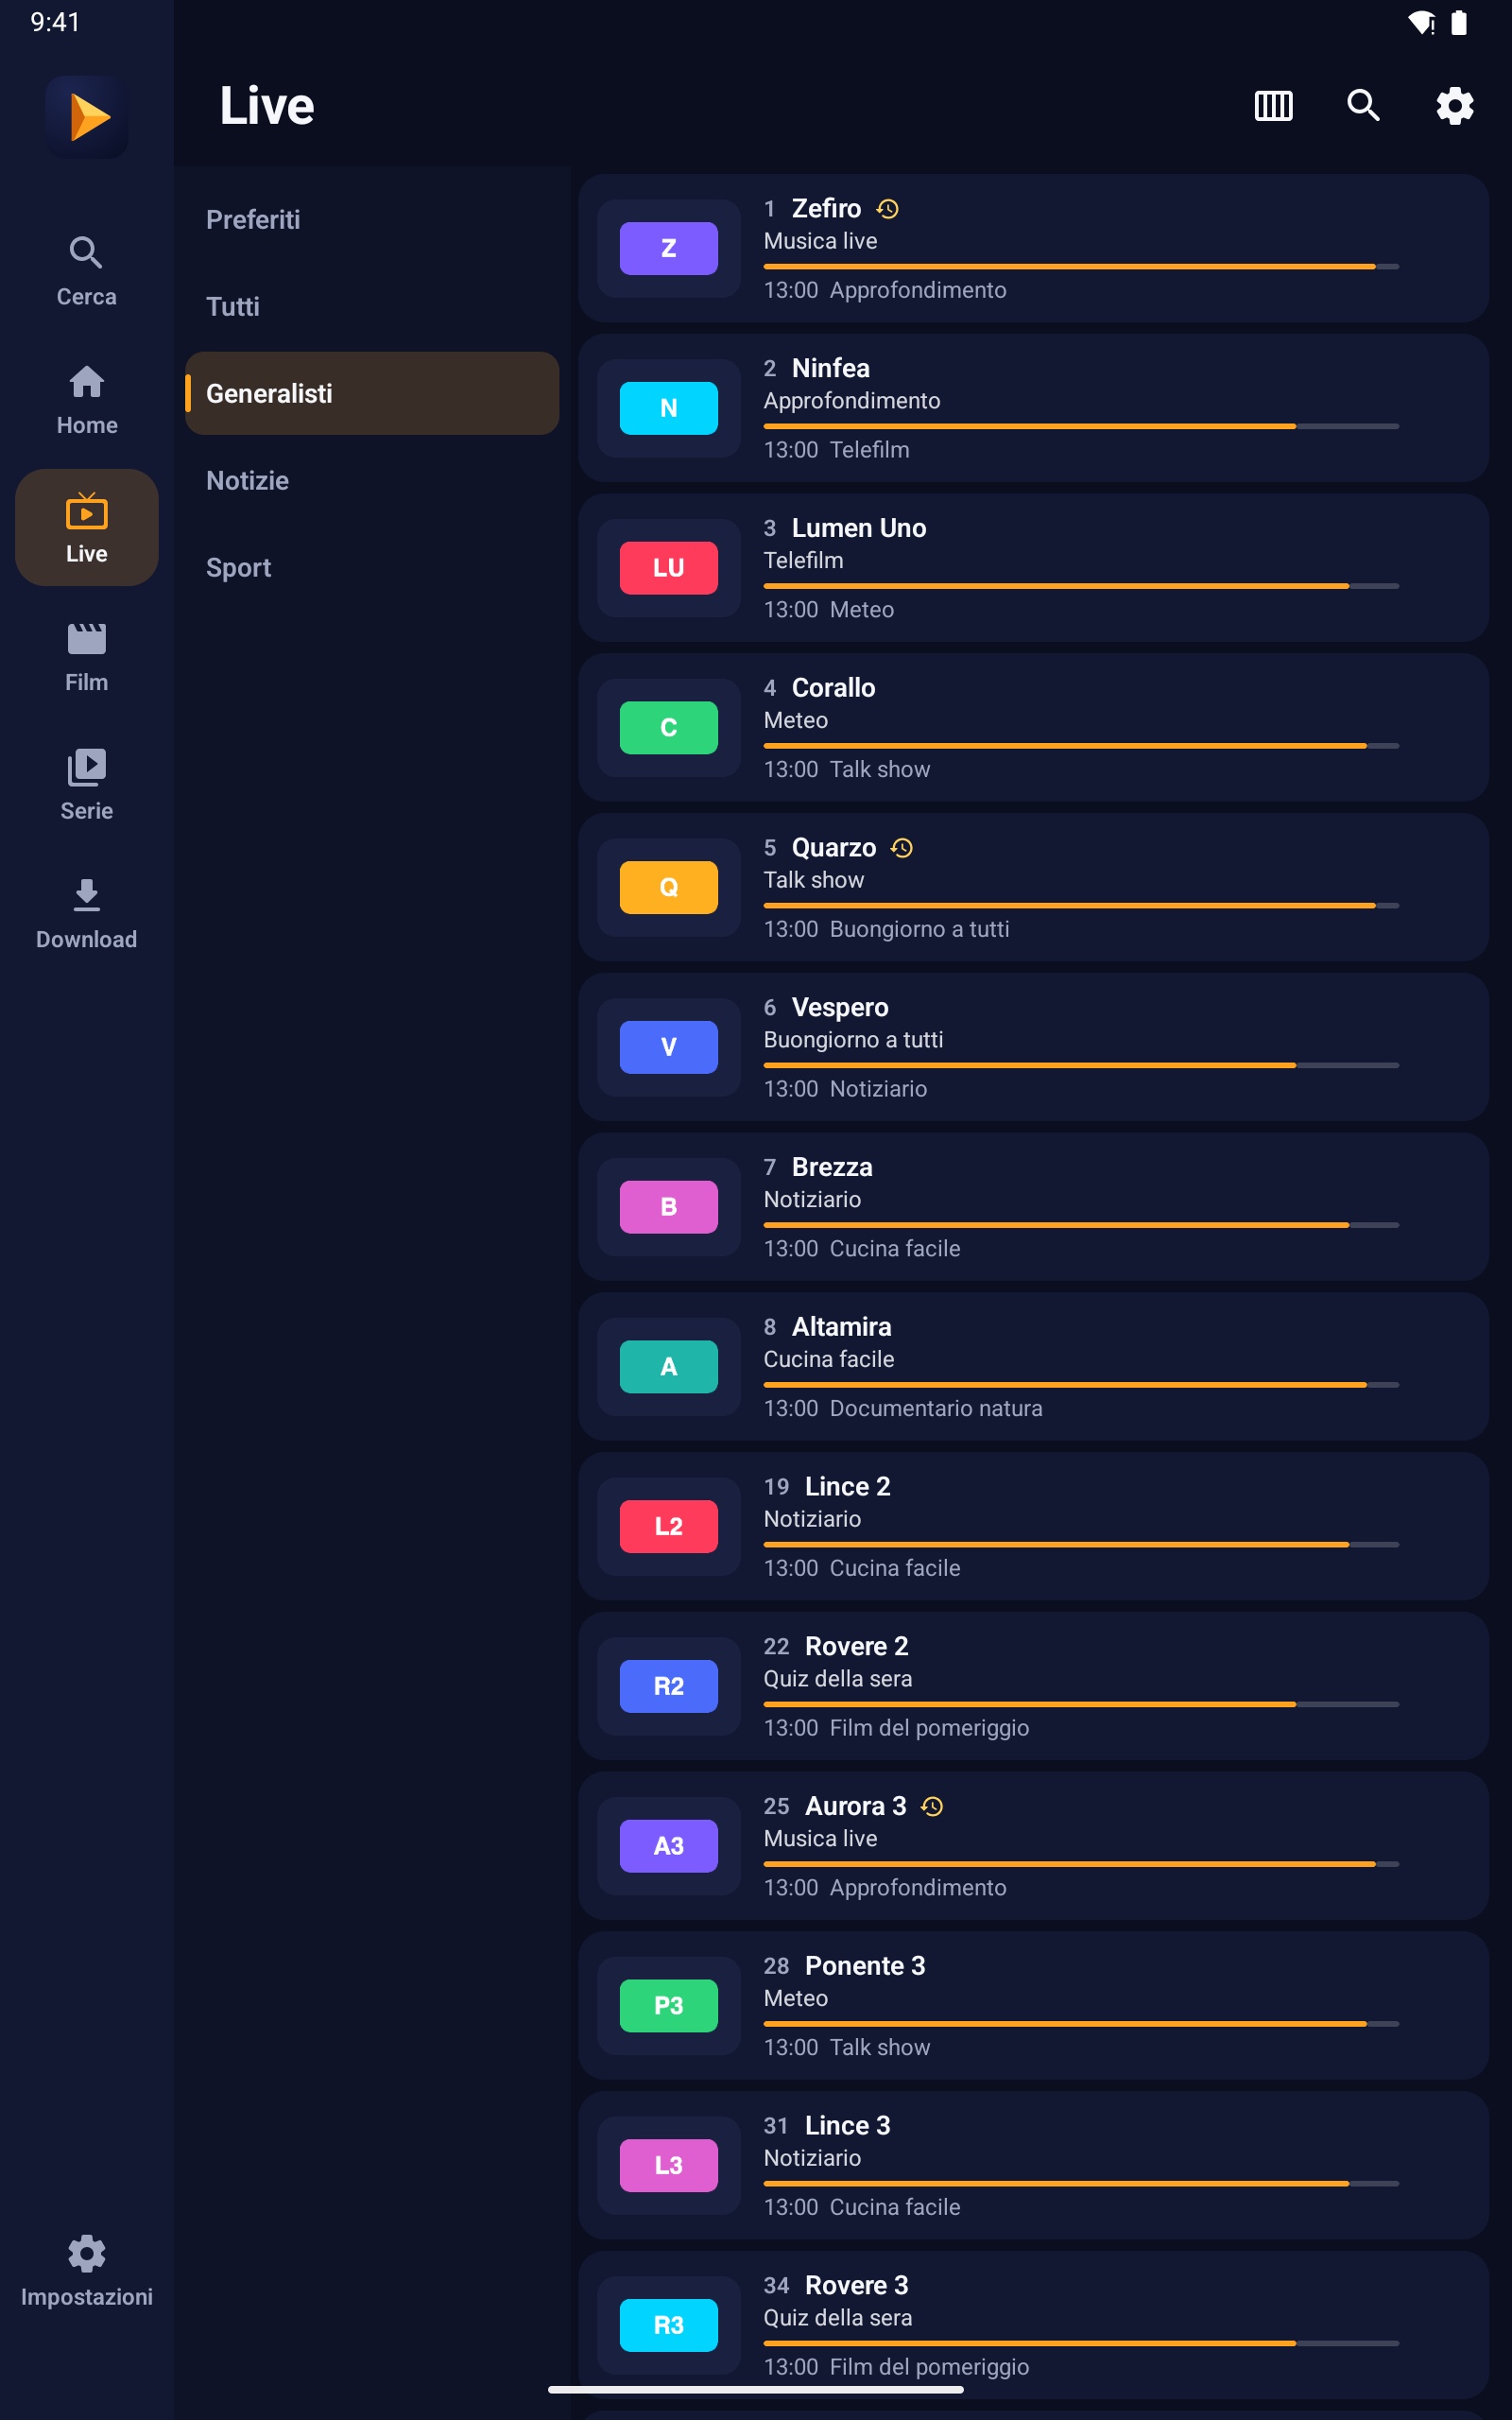 9:41
Live
Cerca
Home
Live
Film
Serie
Download
Impostazioni
Preferiti
Tutti
Generalisti
Notizie
Sport
Z
1 Zefiro
Musica live
13:00 Approfondimento
N
2 Ninfea
Approfondimento
13:00 Telefilm
LU
3 Lumen Uno
Telefilm
13:00 Meteo
C
4 Corallo
Meteo
13:00 Talk show
Q
5 Quarzo
Talk show
13:00 Buongiorno a tutti
V
6 Vespero
Buongiorno a tutti
13:00 Notiziario
B
7 Brezza
Notiziario
13:00 Cucina facile
A
8 Altamira
Cucina facile
13:00 Documentario natura
L2
19 Lince 2
Notiziario
13:00 Cucina facile
R2
22 Rovere 2
Quiz della sera
13:00 Film del pomeriggio
A3
25 Aurora 3
Musica live
13:00 Approfondimento
P3
28 Ponente 3
Meteo
13:00 Talk show
L3
31 Lince 3
Notiziario
13:00 Cucina facile
R3
34 Rovere 3
Quiz della sera
13:00 Film del pomeriggio